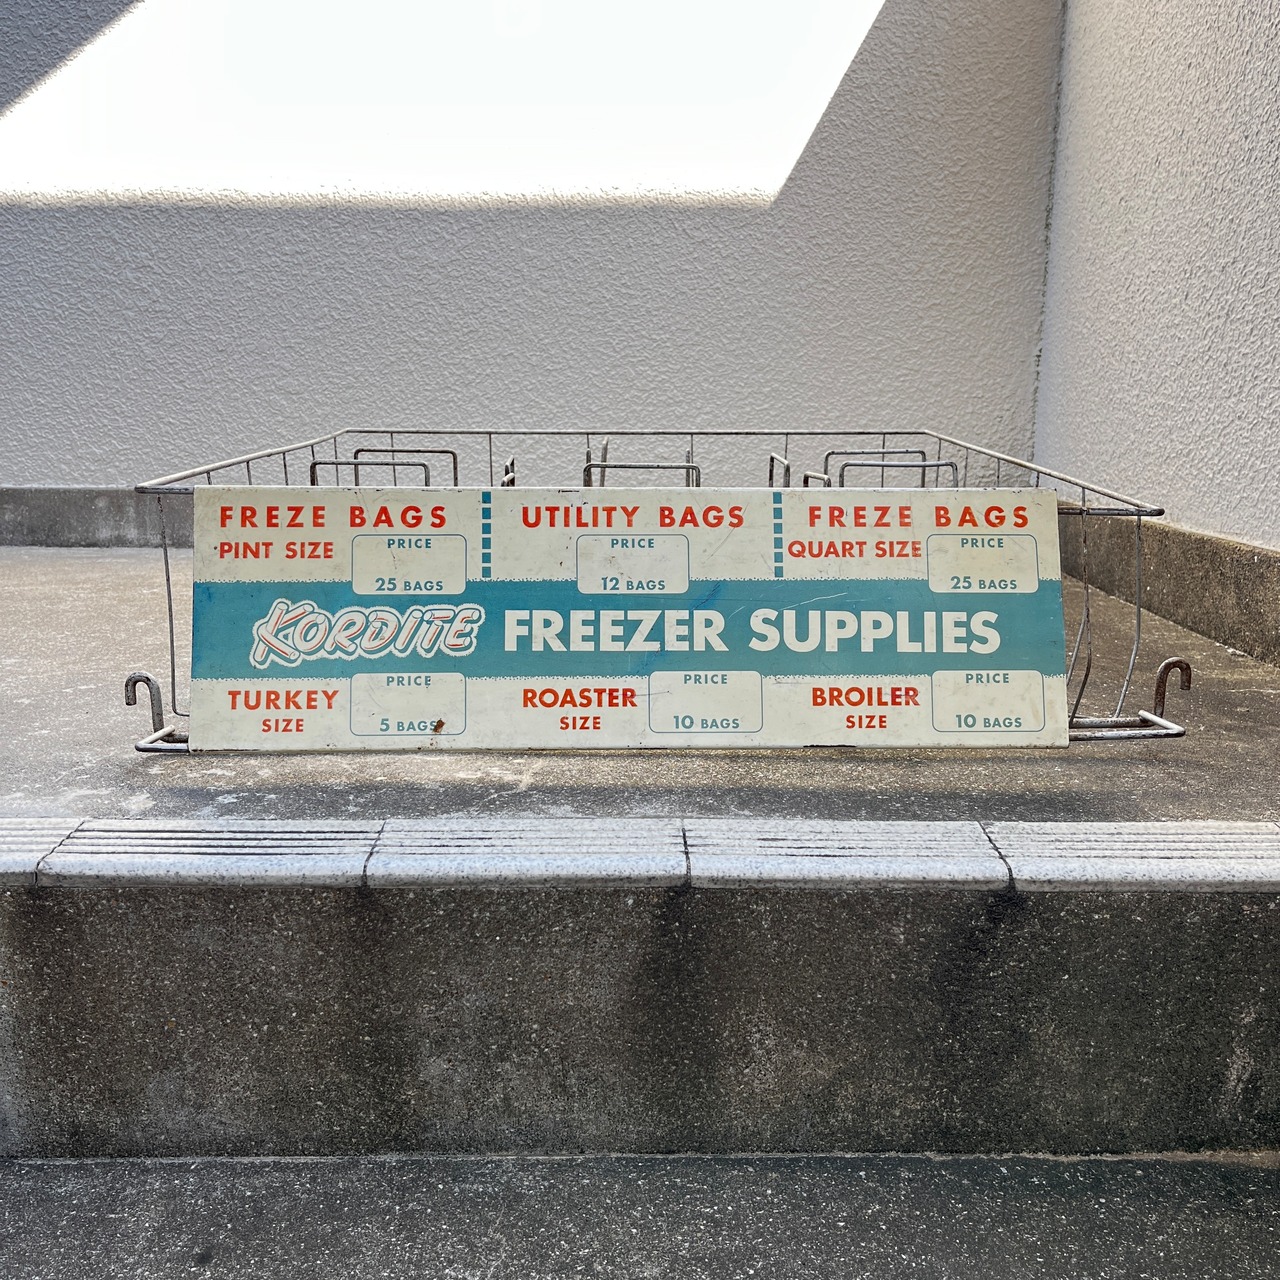 FREZE BAGS
PINT SIZE
PRICE
25 BAGS
UTILITY BAGS
PRICE
12 BAGS
FREZE BAGS
QUART SIZE
PRICE
25 BAGS
KORDITE FREEZER SUPPLIES
TURKEY
SIZE
PRICE
5 BAGS
ROASTER
SIZE
PRICE
10 BAGS
BROILER
SIZE
PRICE
10 BAGS